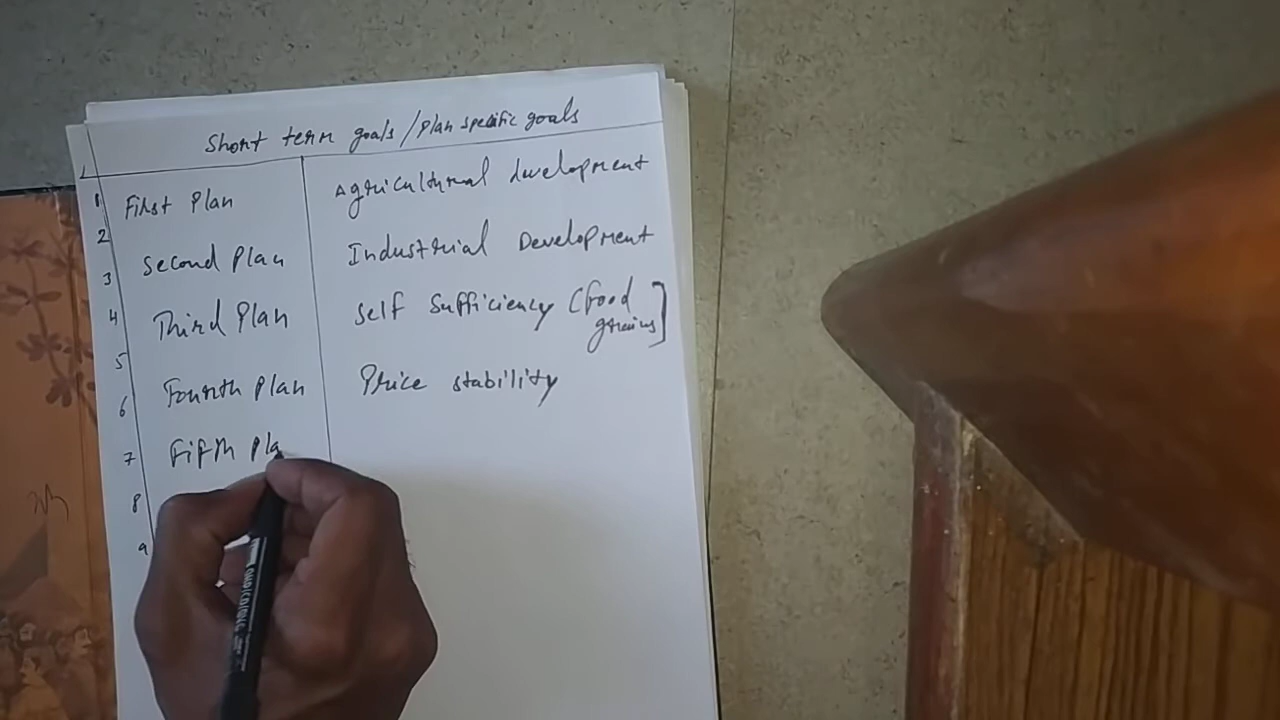 Short term goals/plan specific goals
1 First Plan Agricultural development
2
Second Plan Industrial Development
3
4 Third Plan Self Sufficiency (food
grains]
5
6 Fourth Plan Price stability
7 Fifth Pla
8
9